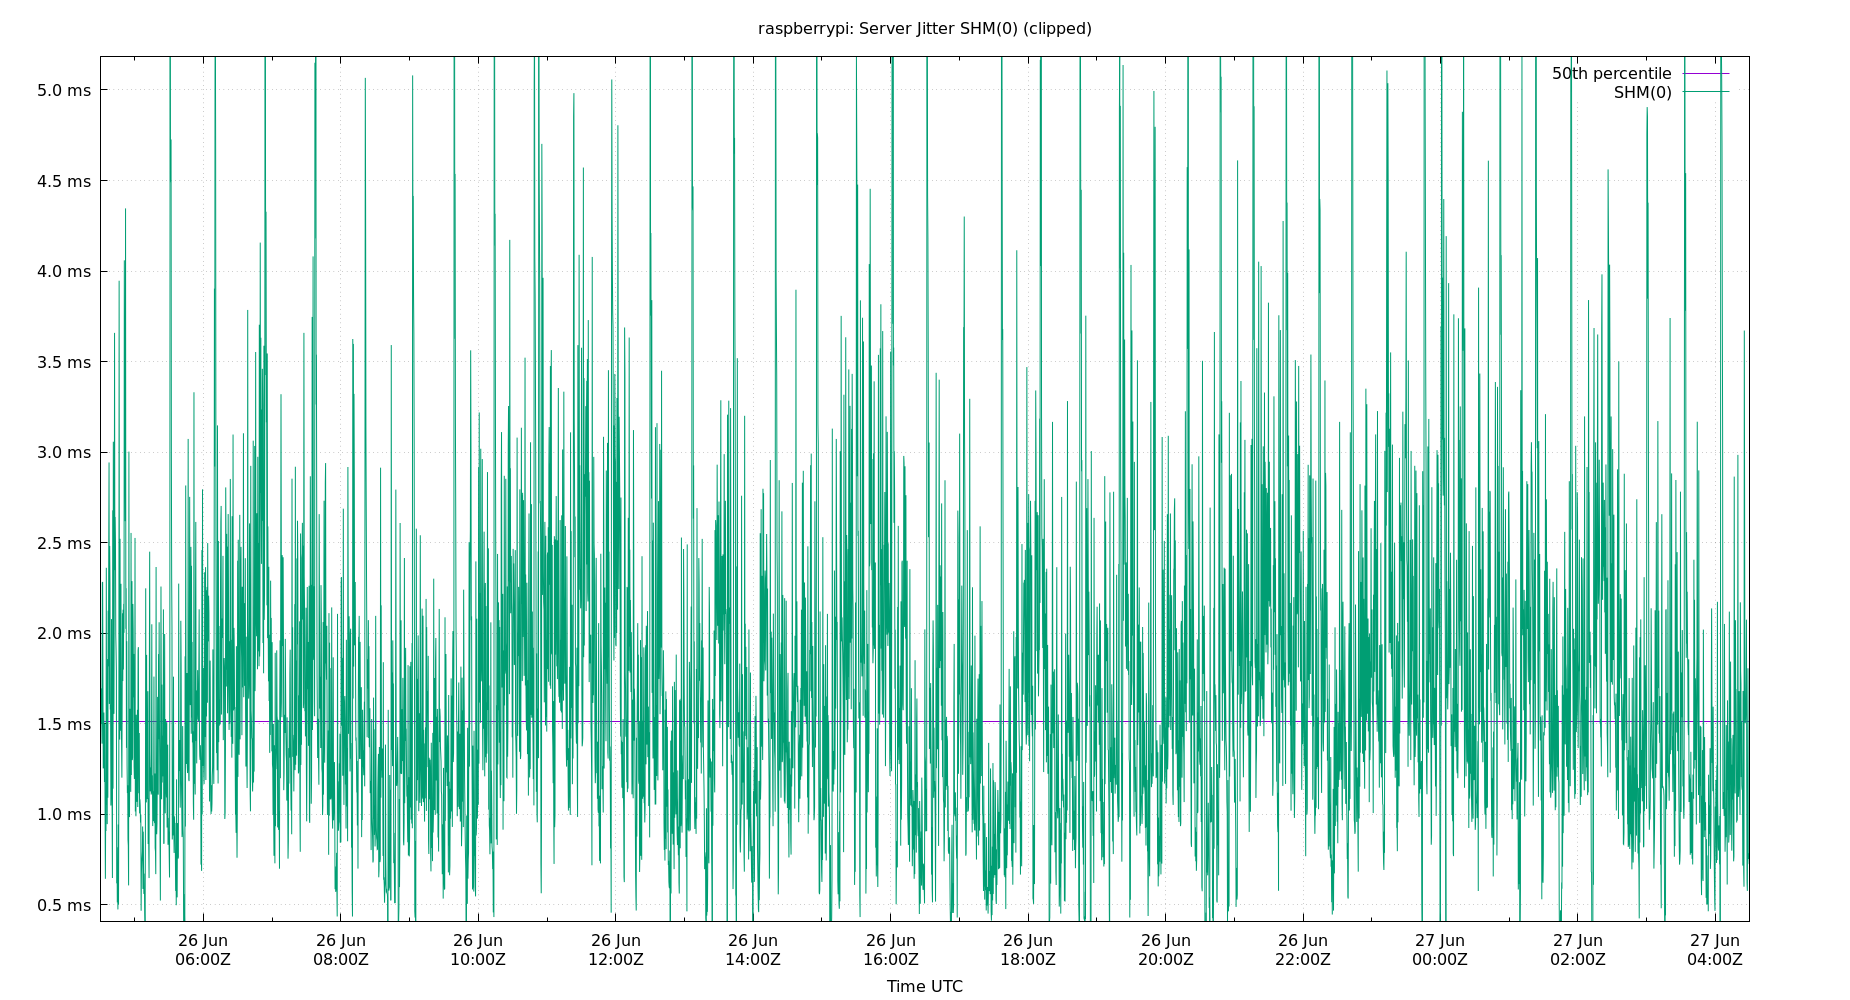 raspberrypi: Server Jitter SHM(0) (clipped)
50th percentile
SHM(0)
5.0 ms
4.5 ms
4.0 ms
3.5 ms
3.0 ms
2.5 ms
2.0 ms
1.5 ms
1.0 ms
0.5 ms
26 Jun 26 Jun 26 Jun 26 Jun 26 Jun 26 Jun 26 Jun 26 Jun 26 Jun 27 Jun 27 Jun 27 Jun
06:00Z 08:00Z 10:00Z 12:00Z 14:00Z 16:00Z 18:00Z 20:00Z 22:00Z 00:00Z 02:00Z 04:00Z
Time UTC